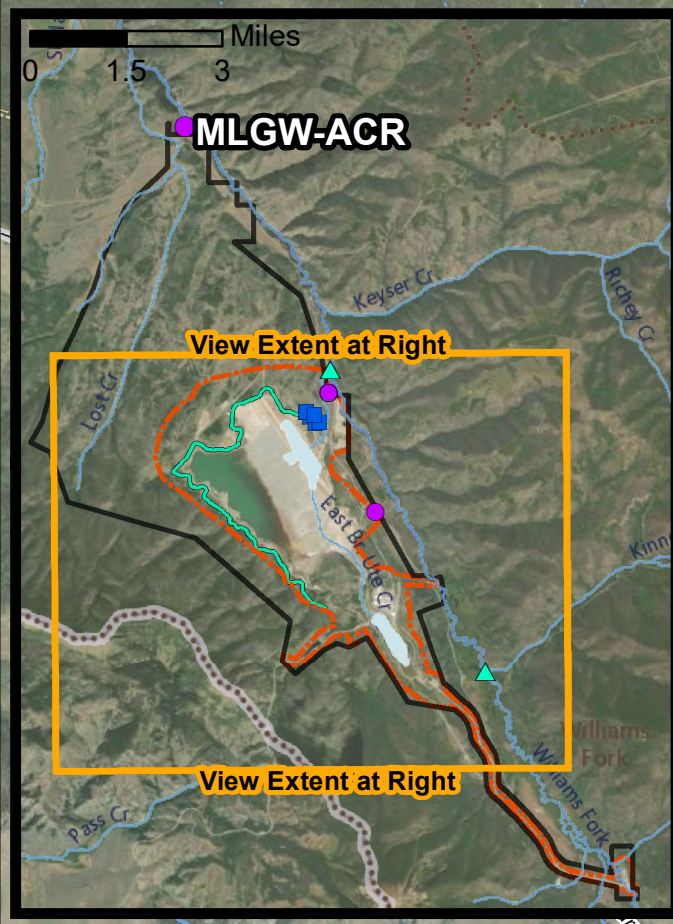 Miles
0 1.5 3
MLGW-ACR
Keyser Cr
Richey Cr
View Extent at Right
Lost Cr
East Br Ute Cr
Williams
Fork
View Extent at Right
Williams Fork
Pass Cr